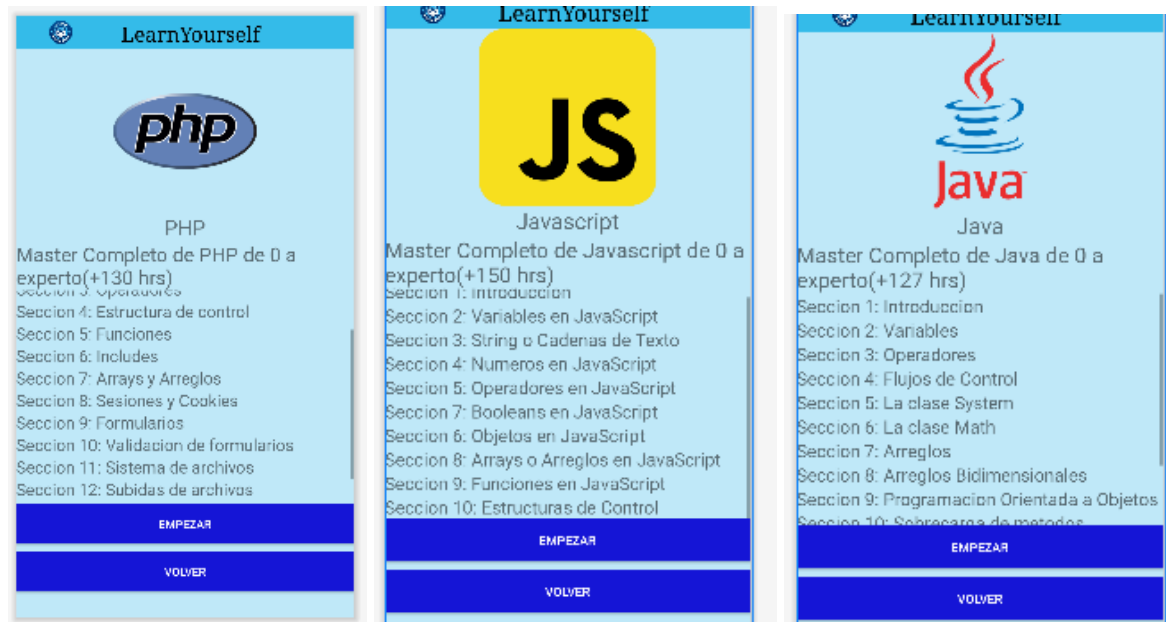 LearnYourself
php
PHP
Master Completo de PHP de 0 a
experto(+130 hrs)
Seccion 3: Operadores
Seccion 4: Estructura de control
Seccion 5: Funciones
Seccion 6: Includes
Seccion 7: Arrays y Arreglos
Seccion 8: Sesiones y Cookies
Seccion 9: Formularios
Seccion 10: Validacion de formularios
Seccion 11: Sistema de archivos
Seccion 12: Subidas de archivos
EMPEZAR
VOLVER
LearnYourself
JS
Javascript
Master Completo de Javascript de 0 a
experto(+150 hrs)
Seccion 1: Introduccion
Seccion 2: Variables en JavaScript
Seccion 3: String o Cadenas de Texto
Seccion 4: Numeros en JavaScript
Seccion 5: Operadores en JavaScript
Seccion 7: Booleans en JavaScript
Seccion 6: Objetos en JavaScript
Seccion 8: Arrays o Arreglos en JavaScript
Seccion 9: Funciones en JavaScript
Seccion 10: Estructuras de Control
EMPEZAR
VOLVER
LearnYourself
Java
Java
Master Completo de Java de 0 a
experto(+127 hrs)
Seccion 1: Introduccion
Seccion 2: Variables
Seccion 3: Operadores
Seccion 4: Flujos de Control
Seccion 5: La clase System
Seccion 6: La clase Math
Seccion 7: Arreglos
Seccion 8: Arreglos Bidimensionales
Seccion 9: Programacion Orientada a Objetos
Seccion 10: Sobrecarga de metodos
EMPEZAR
VOLVER